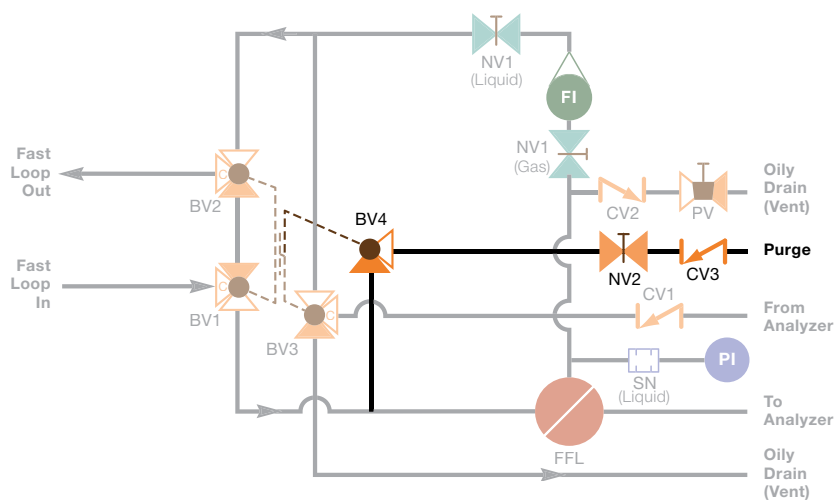 NV1
(Liquid)
FI
NV1
(Gas)
Fast
Loop
Out
C
BV2
CV2
PV
Oily
Drain
(Vent)
BV4
NV2
CV3
Purge
Fast
Loop
In
C
BV1
BV3
C
CV1
From
Analyzer
SN
(Liquid)
PI
FFL
To
Analyzer
Oily
Drain
(Vent)